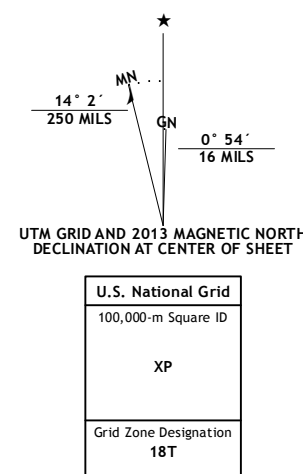 ★
MN
14° 2´
250 MILS
GN
0° 54´
16 MILS
UTM GRID AND 2013 MAGNETIC NORTH
DECLINATION AT CENTER OF SHEET
U.S. National Grid
100,000-m Square ID
XP
Grid Zone Designation
18T